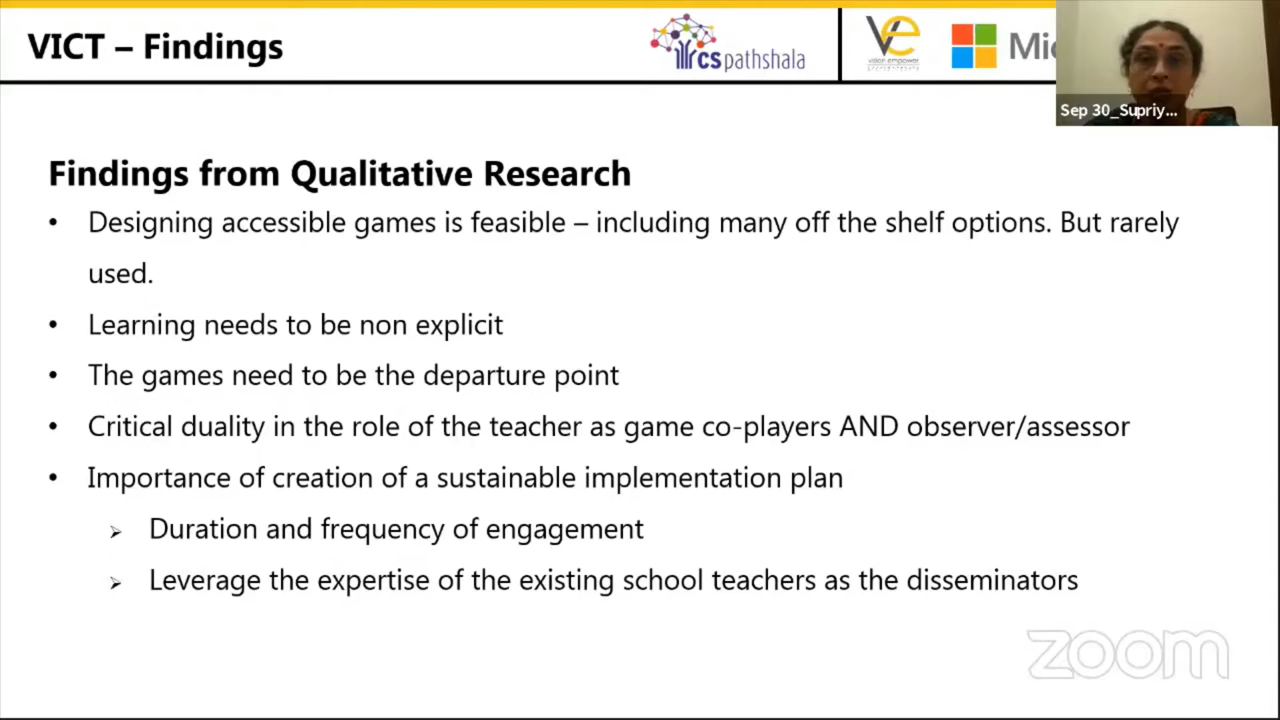 VICT – Findings
CS pathshala
Findings from Qualitative Research
• Designing accessible games is feasible – including many off the shelf options. But rarely
used.
• Learning needs to be non explicit
• The games need to be the departure point
• Critical duality in the role of the teacher as game co-players AND observer/assessor
• Importance of creation of a sustainable implementation plan
➢ Duration and frequency of engagement
➢ Leverage the expertise of the existing school teachers as the disseminators
Mic
Sep 30_Supriy...
zoom